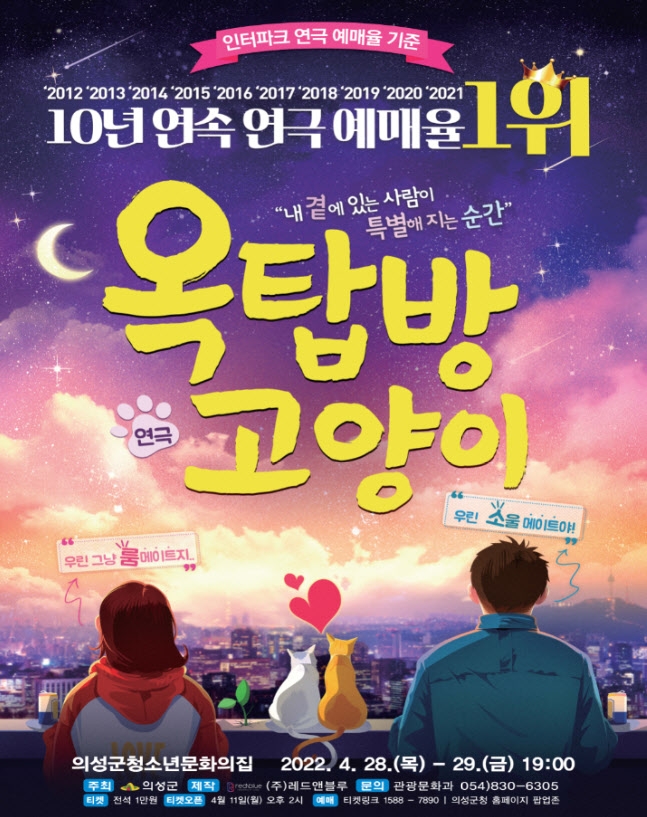 인터파크 연극 예매율 기준
'2012 '2013 '2014 '2015 '2016 '2017 '2018 '2019 '2020 '2021
10년 연속 연극 예매율 1위
“내 곁에 있는 사람이
특별해 지는 순간”
옥탑방
연극
고양이
“우린 소울 메이트야!”
“우린 그냥 룸메이트지..”
의성군청소년문화의집 2022. 4. 28.(목) - 29.(금) 19:00
주최 의성군 제작 rednblue (주)레드앤블루 문의 관광문화과 054)830-6305
티켓 전석 1만원 티켓오픈 4월 11일(월) 오후 2시 예매 티켓링크 1588 - 7890 | 의성군청 홈페이지 팝업존